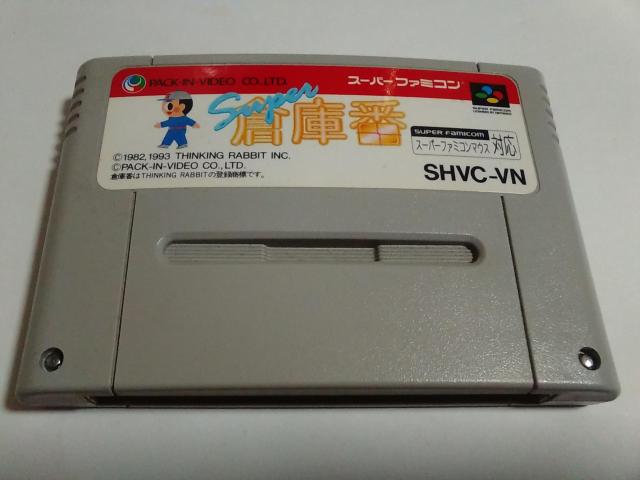 PACK-IN-VIDEO CO.,LTD.
スーパーファミコン
Super
倉庫番
SUPER FAMICOM
SUPER FAMICOM
スーパーファミコンマウス対応
©1982,1993 THINKING RABBIT INC.
©PACK-IN-VIDEO CO., LTD.
倉庫番はTHINKING RABBITの登録商標です。
SHVC-VN